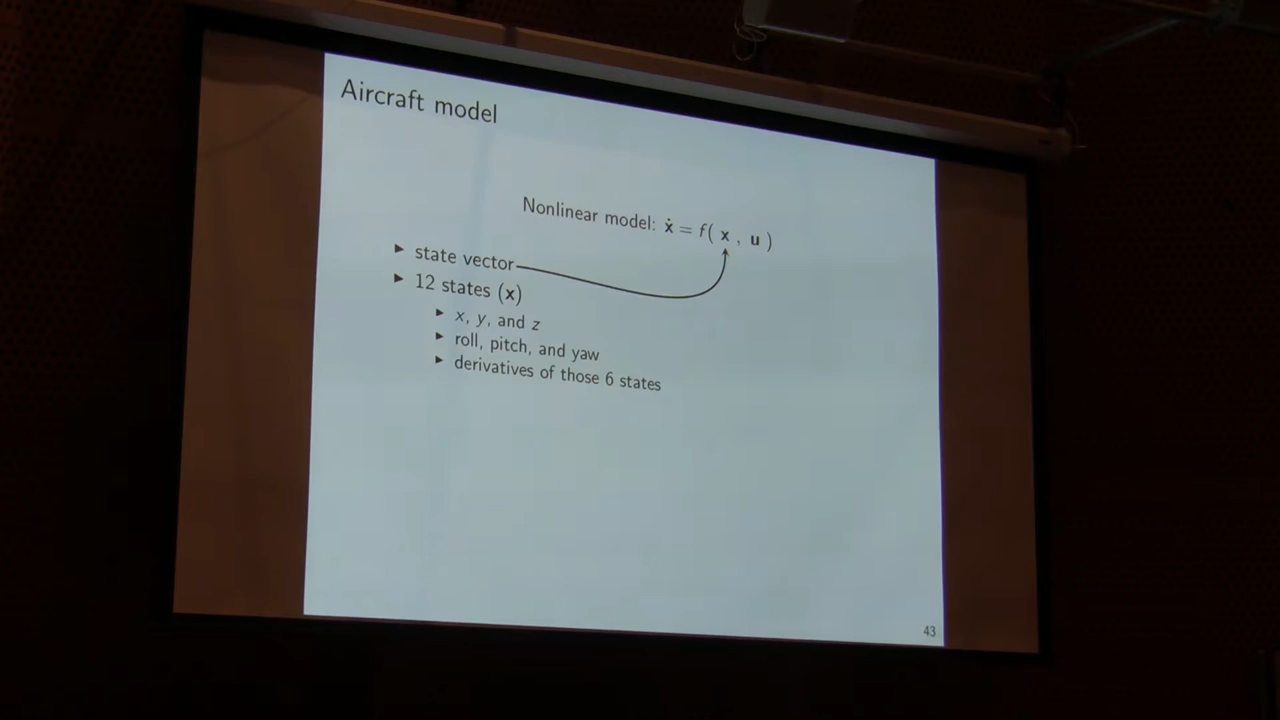 Aircraft model
Nonlinear model: ẋ = f( x , u )
▶ state vector
▶ 12 states (x)
▶ x, y, and z
▶ roll, pitch, and yaw
▶ derivatives of those 6 states
43